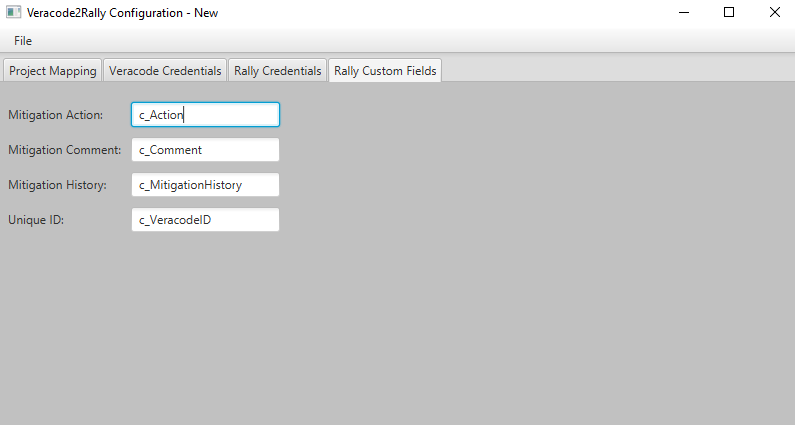 Veracode2Rally Configuration - New
File
Project Mapping Veracode Credentials Rally Credentials Rally Custom Fields
Mitigation Action: c_Action
Mitigation Comment: c_Comment
Mitigation History: c_MitigationHistory
Unique ID: c_VeracodeID